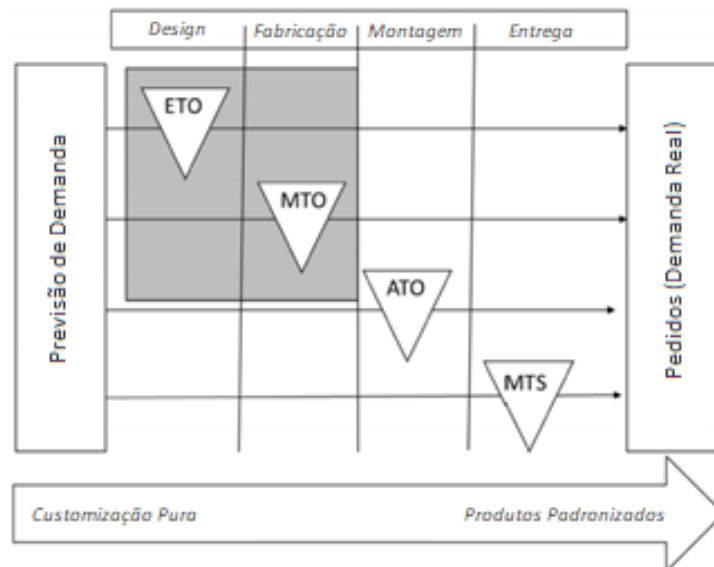 Design Fabricação Montagem Entrega
Previsão de Demanda
ETO
MTO
ATO
MTS
Pedidos (Demanda Real)
Customização Pura Produtos Padronizados